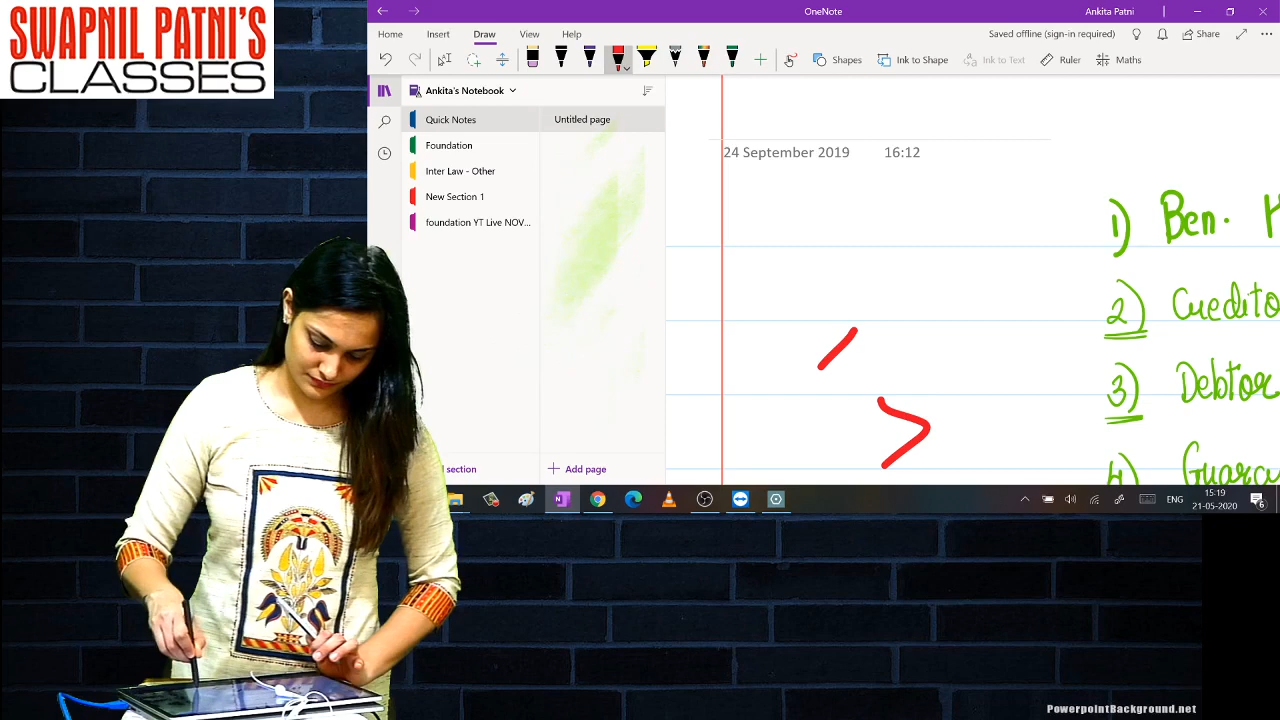 SWAPNIL PATNI'S
CLASSES
OneNote
Ankita Patni
Home Insert Draw View Help
Saved offline (sign-in required)
Share
Shapes Ink to Shape Ink to Text Ruler Maths
Ankita's Notebook
Quick Notes
Foundation
Inter Law - Other
New Section 1
foundation YT Live NOV...
section
Untitled page
Add page
24 September 2019 16:12
1) Ben.
2) Credito
3) Debtor
4)
ENG
15:19
21-05-2020
6
PowerpointBackground.net